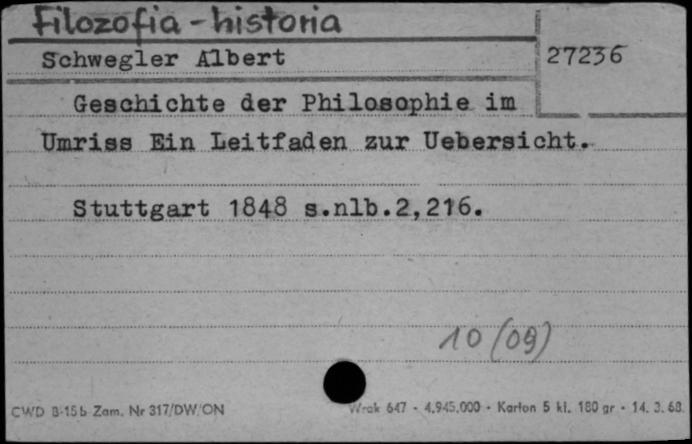 Filozofia - historia
Schwegler Albert
27236
Geschichte der Philosophie im
Umriss Ein Leitfaden zur Uebersicht.
Stuttgart 1848 s.nlb.2,216.
10 (09)
CWD B-15b Zam. Nr 317/DW/ON
Wrak 647 - 4.945.000 - Karton 5 kl. 180 gr - 14. 3. 68.